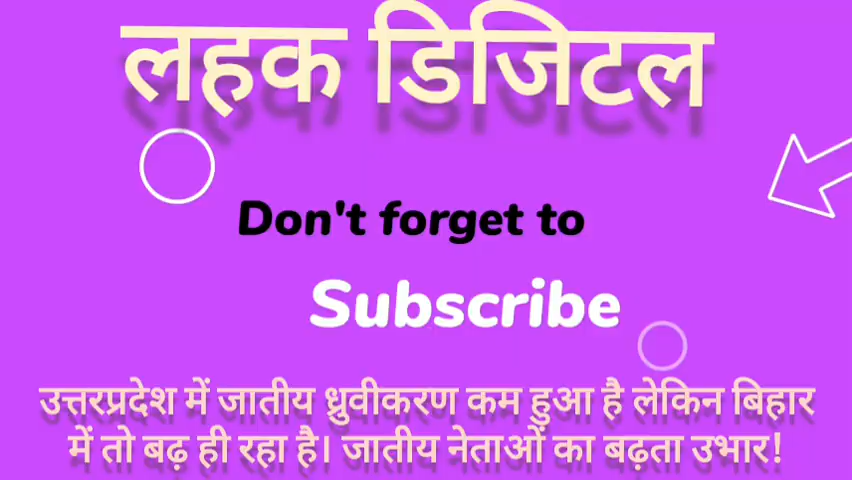 लहक डिजिटल
Don't forget to
Subscribe
उत्तरप्रदेश में जातीय ध्रुवीकरण कम हुआ है लेकिन बिहार
में तो बढ़ ही रहा है। जातीय नेताओं का बढ़ता उभार!